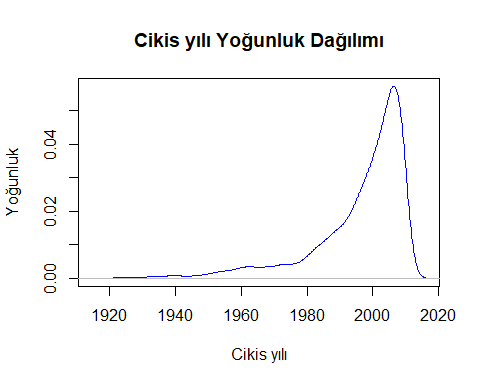 Cikis yılı Yoğunluk Dağılımı
Yoğunluk
0.04
0.02
0.00
1920 1940 1960 1980 2000 2020
Cikis yılı